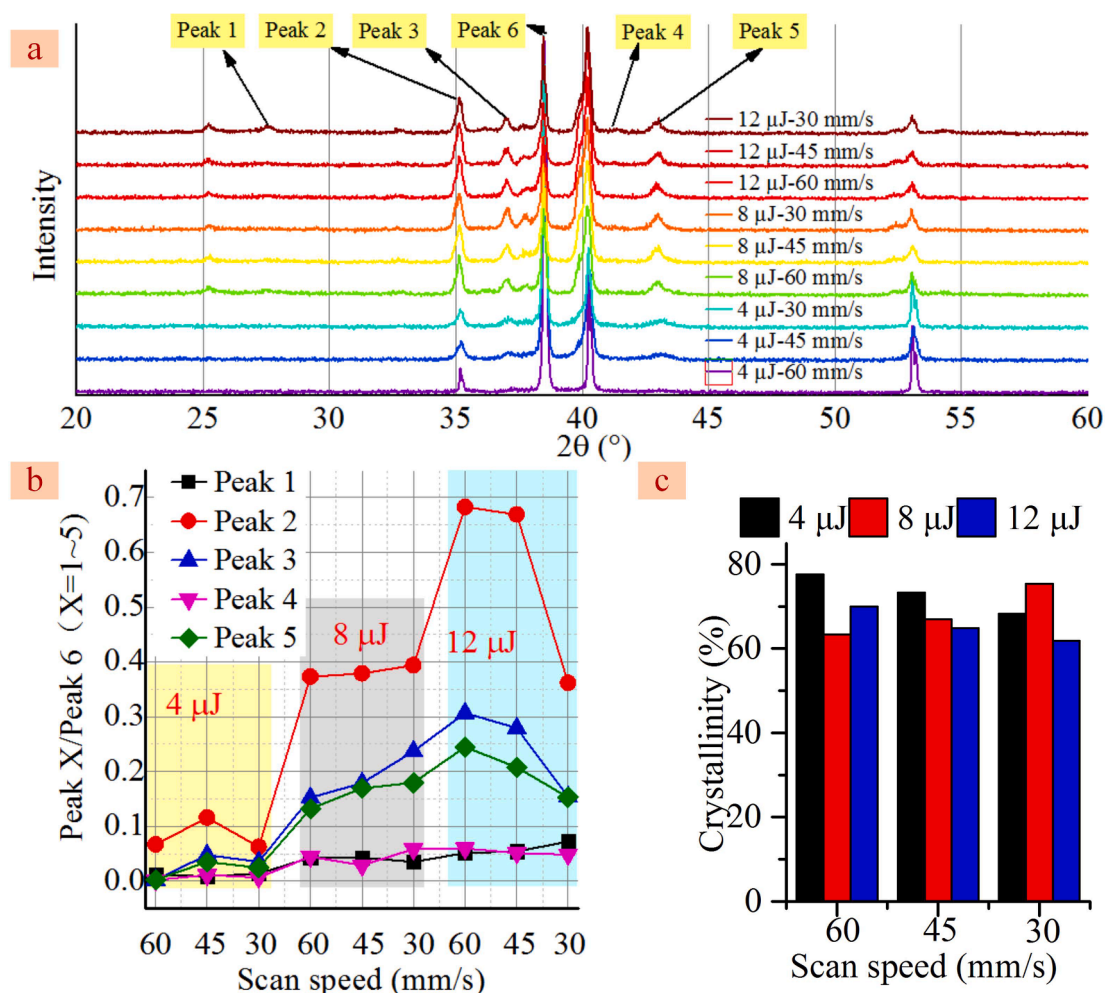 a
Peak 1
Peak 2
Peak 3
Peak 6
Peak 4
Peak 5
Intensity
12 μJ-30 mm/s
12 μJ-45 mm/s
12 μJ-60 mm/s
8 μJ-30 mm/s
8 μJ-45 mm/s
8 μJ-60 mm/s
4 μJ-30 mm/s
4 μJ-45 mm/s
4 μJ-60 mm/s
20 25 30 35 40 45 50 55 60
2θ (°)
b
Peak X/Peak 6（X=1~5）
0.7
0.6
0.5
0.4
0.3
0.2
0.1
0.0
Peak 1
Peak 2
Peak 3
Peak 4
Peak 5
4 μJ
8 μJ
12 μJ
60 45 30 60 45 30 60 45 30
Scan speed (mm/s)
c
4 μJ 8 μJ 12 μJ
Crystallinity (%)
80
60
40
20
0
60 45 30
Scan speed (mm/s)